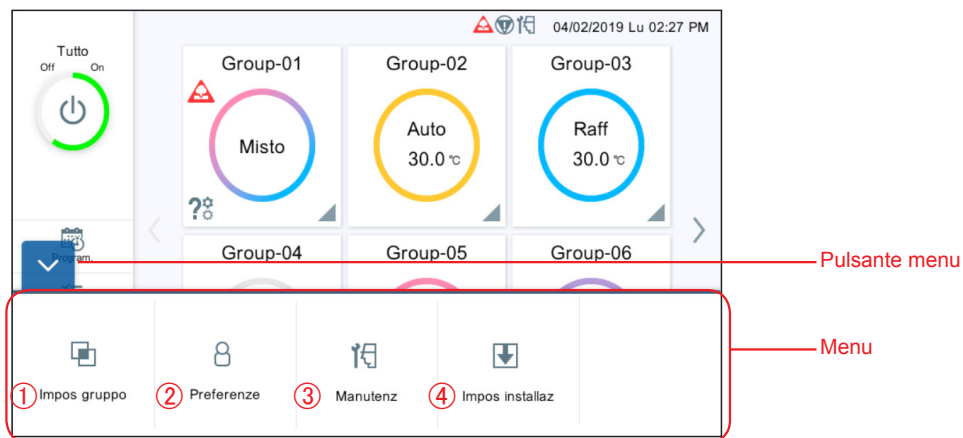 04/02/2019 Lu 02:27 PM
Tutto
Off On
Group-01
Misto
?
Group-02
Auto
30.0 °C
Group-03
Raff
30.0 °C
Program.
Group-04
Group-05
Group-06
Pulsante menu
Menu
① Impos gruppo
② Preferenze
③ Manutenz
④ Impos installaz